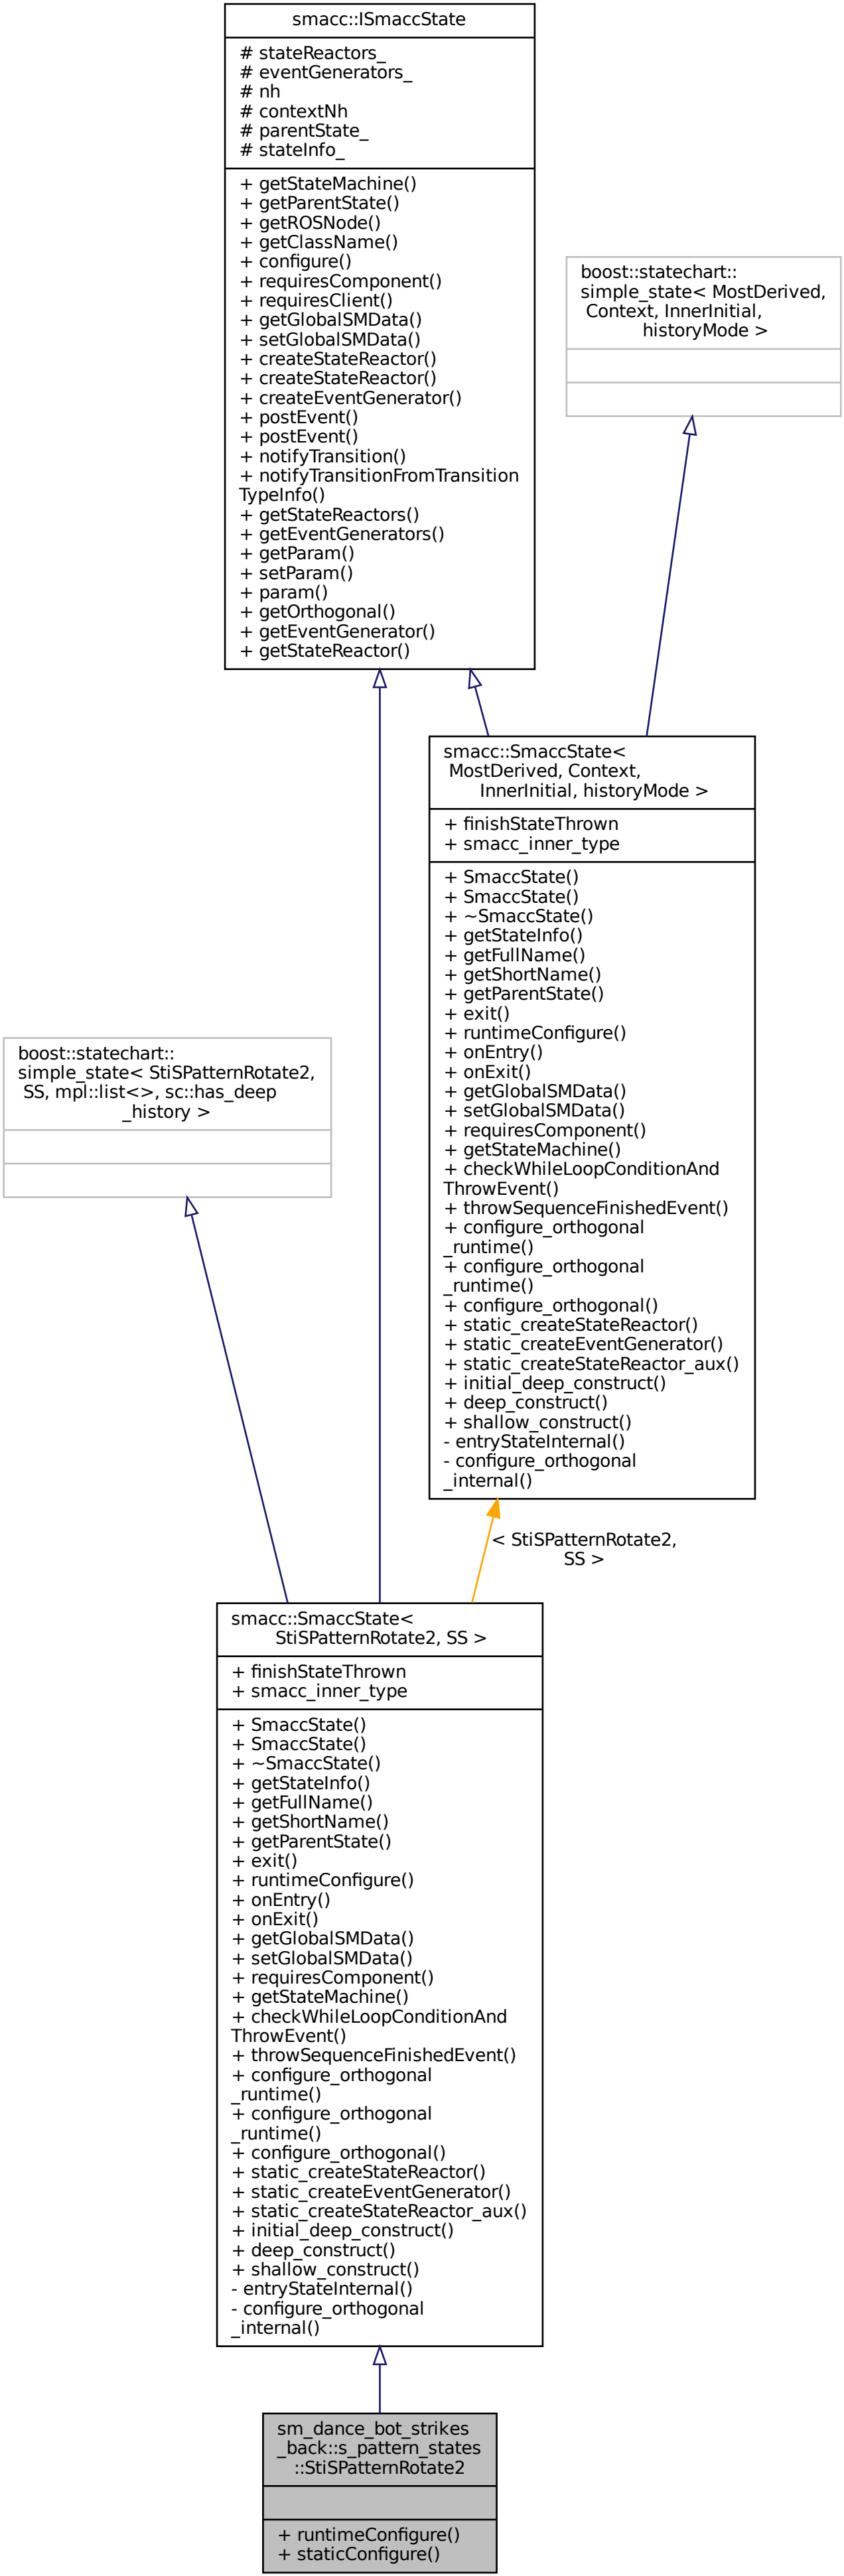 smacc::ISmaccState
# stateReactors_
# eventGenerators_
# nh
# contextNh
# parentState_
# stateInfo_
+ getStateMachine()
+ getParentState()
+ getROSNode()
+ getClassName()
+ configure()
+ requiresComponent()
+ requiresClient()
+ getGlobalSMData()
+ setGlobalSMData()
+ createStateReactor()
+ createStateReactor()
+ createEventGenerator()
+ postEvent()
+ postEvent()
+ notifyTransition()
+ notifyTransitionFromTransition
TypeInfo()
+ getStateReactors()
+ getEventGenerators()
+ getParam()
+ setParam()
+ param()
+ getOrthogonal()
+ getEventGenerator()
+ getStateReactor()
boost::statechart::
simple_state< MostDerived,
Context, InnerInitial,
historyMode >
smacc::SmaccState<
MostDerived, Context,
InnerInitial, historyMode >
+ finishStateThrown
+ smacc_inner_type
+ SmaccState()
+ SmaccState()
+ ~SmaccState()
+ getStateInfo()
+ getFullName()
+ getShortName()
+ getParentState()
+ exit()
+ runtimeConfigure()
+ onEntry()
+ onExit()
+ getGlobalSMData()
+ setGlobalSMData()
+ requiresComponent()
+ getStateMachine()
+ checkWhileLoopConditionAnd
ThrowEvent()
+ throwSequenceFinishedEvent()
+ configure_orthogonal
_runtime()
+ configure_orthogonal
_runtime()
+ configure_orthogonal()
+ static_createStateReactor()
+ static_createEventGenerator()
+ static_createStateReactor_aux()
+ initial_deep_construct()
+ deep_construct()
+ shallow_construct()
- entryStateInternal()
- configure_orthogonal
_internal()
boost::statechart::
simple_state< StiSPatternRotate2,
SS, mpl::list<>, sc::has_deep
_history >
< StiSPatternRotate2,
SS >
smacc::SmaccState<
StiSPatternRotate2, SS >
+ finishStateThrown
+ smacc_inner_type
+ SmaccState()
+ SmaccState()
+ ~SmaccState()
+ getStateInfo()
+ getFullName()
+ getShortName()
+ getParentState()
+ exit()
+ runtimeConfigure()
+ onEntry()
+ onExit()
+ getGlobalSMData()
+ setGlobalSMData()
+ requiresComponent()
+ getStateMachine()
+ checkWhileLoopConditionAnd
ThrowEvent()
+ throwSequenceFinishedEvent()
+ configure_orthogonal
_runtime()
+ configure_orthogonal
_runtime()
+ configure_orthogonal()
+ static_createStateReactor()
+ static_createEventGenerator()
+ static_createStateReactor_aux()
+ initial_deep_construct()
+ deep_construct()
+ shallow_construct()
- entryStateInternal()
- configure_orthogonal
_internal()
sm_dance_bot_strikes
_back::s_pattern_states
::StiSPatternRotate2
+ runtimeConfigure()
+ staticConfigure()